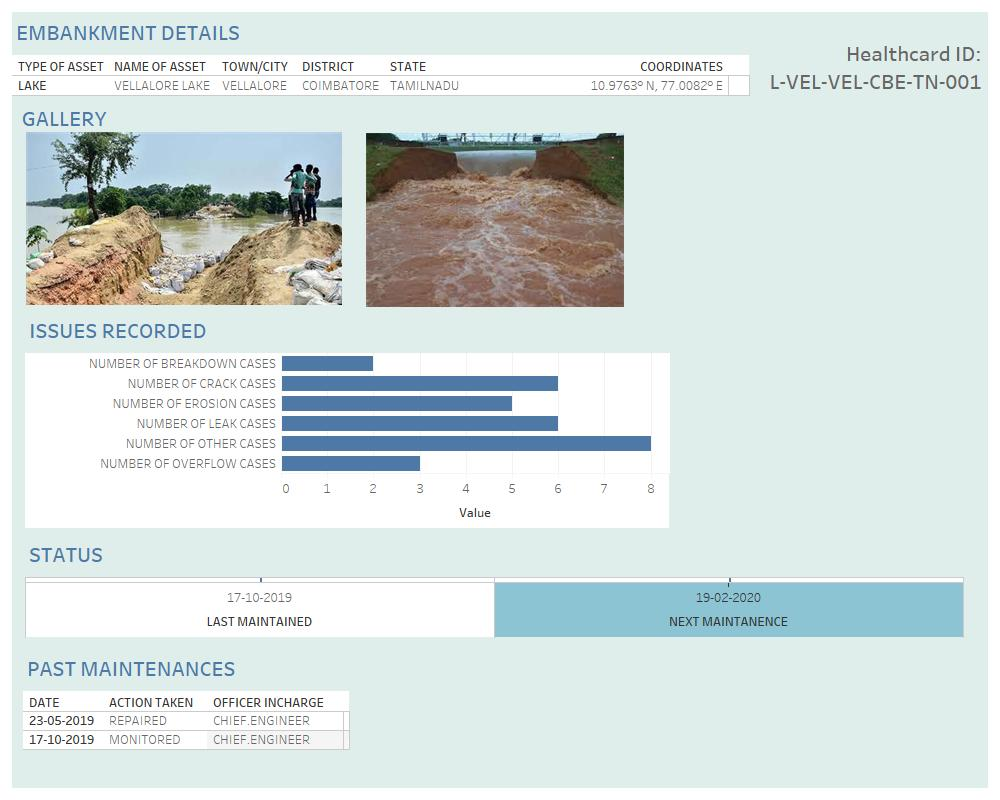 EMBANKMENT DETAILS
Healthcard ID:
L-VEL-VEL-CBE-TN-001
TYPE OF ASSET NAME OF ASSET TOWN/CITY DISTRICT STATE COORDINATES
LAKE VELLALORE LAKE VELLALORE COIMBATORE TAMILNADU 10.9763º N, 77.0082º E
GALLERY
ISSUES RECORDED
NUMBER OF BREAKDOWN CASES
NUMBER OF CRACK CASES
NUMBER OF EROSION CASES
NUMBER OF LEAK CASES
NUMBER OF OTHER CASES
NUMBER OF OVERFLOW CASES
0 1 2 3 4 5 6 7 8
Value
STATUS
17-10-2019 19-02-2020
LAST MAINTAINED NEXT MAINTANENCE
PAST MAINTENANCES
DATE ACTION TAKEN OFFICER INCHARGE
23-05-2019 REPAIRED CHIEF.ENGINEER
17-10-2019 MONITORED CHIEF.ENGINEER